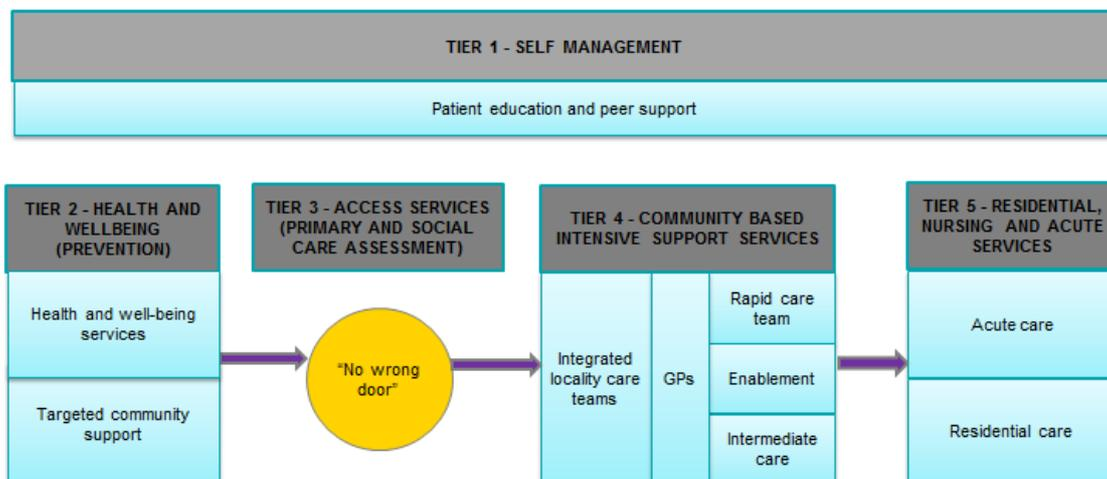 TIER 1 - SELF MANAGEMENT
Patient education and peer support
TIER 2 - HEALTH AND
WELLBEING
(PREVENTION)
Health and well-being
services
Targeted community
support
TIER 3 - ACCESS SERVICES
(PRIMARY AND SOCIAL
CARE ASSESSMENT)
“No wrong
door”
TIER 4 - COMMUNITY BASED
INTENSIVE SUPPORT SERVICES
Integrated
locality care
teams
GPs
Rapid care
team
Enablement
Intermediate
care
TIER 5 - RESIDENTIAL,
NURSING AND ACUTE
SERVICES
Acute care
Residential care